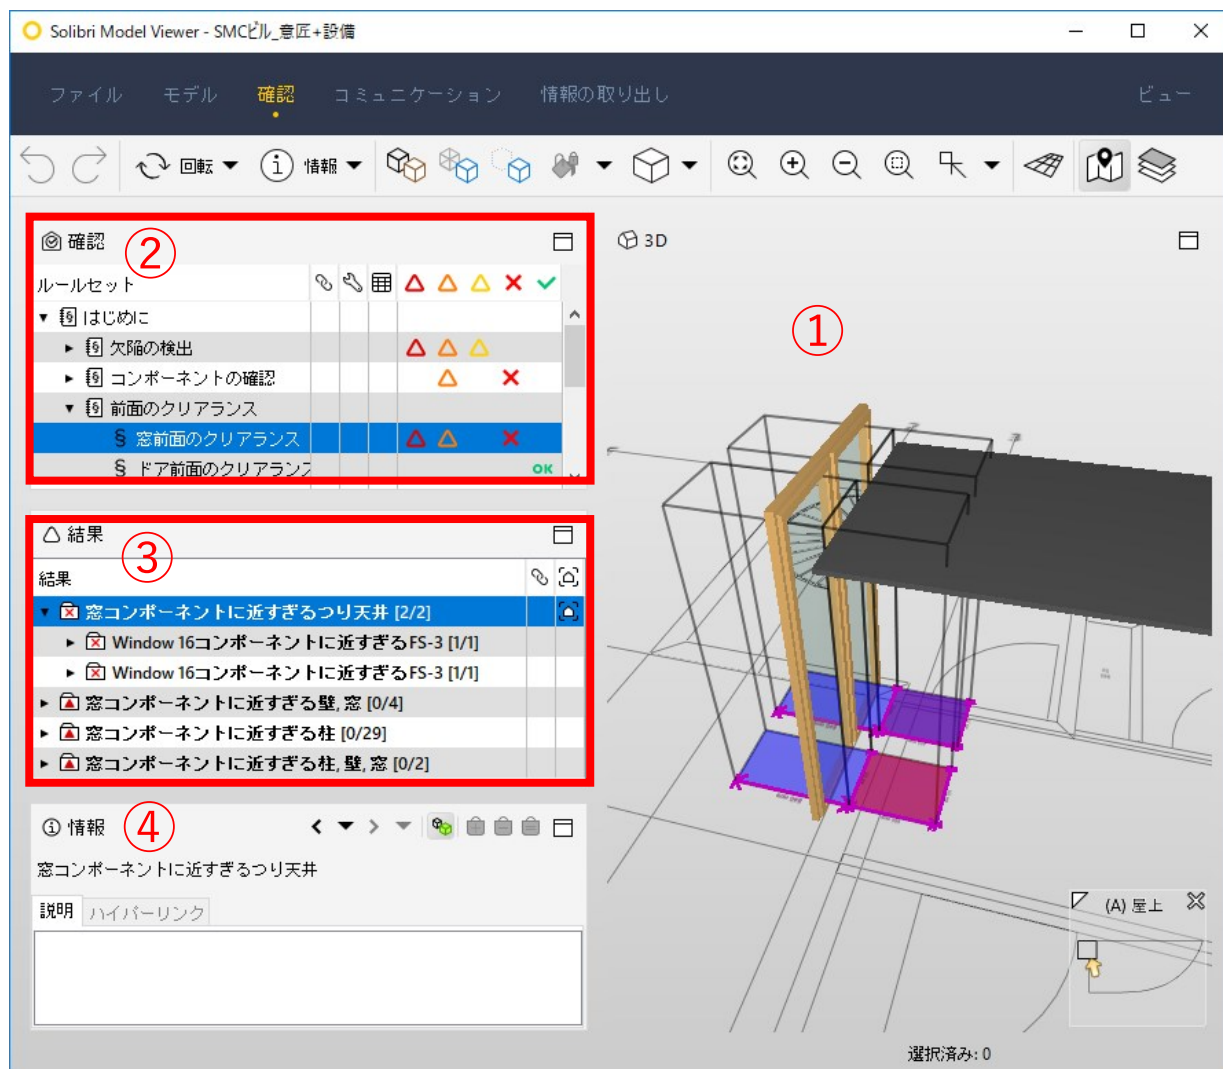 Solibri Model Viewer - SMCビル_意匠+設備
ファイル モデル 確認 コミュニケーション 情報の取り出し ビュー
回転 情報
確認 ②
ルールセット
はじめに
欠陥の検出
コンポーネントの確認
前面のクリアランス
§ 窓前面のクリアランス
§ ドア前面のクリアランス
OK
結果 ③
結果
窓コンポーネントに近すぎるつり天井 [2/2]
Window 16コンポーネントに近すぎるFS-3 [1/1]
Window 16コンポーネントに近すぎるFS-3 [1/1]
窓コンポーネントに近すぎる壁, 窓 [0/4]
窓コンポーネントに近すぎる柱 [0/29]
窓コンポーネントに近すぎる柱, 壁, 窓 [0/2]
情報 ④
窓コンポーネントに近すぎるつり天井
説明 ハイパーリンク
3D
①
(A) 屋上
選択済み: 0